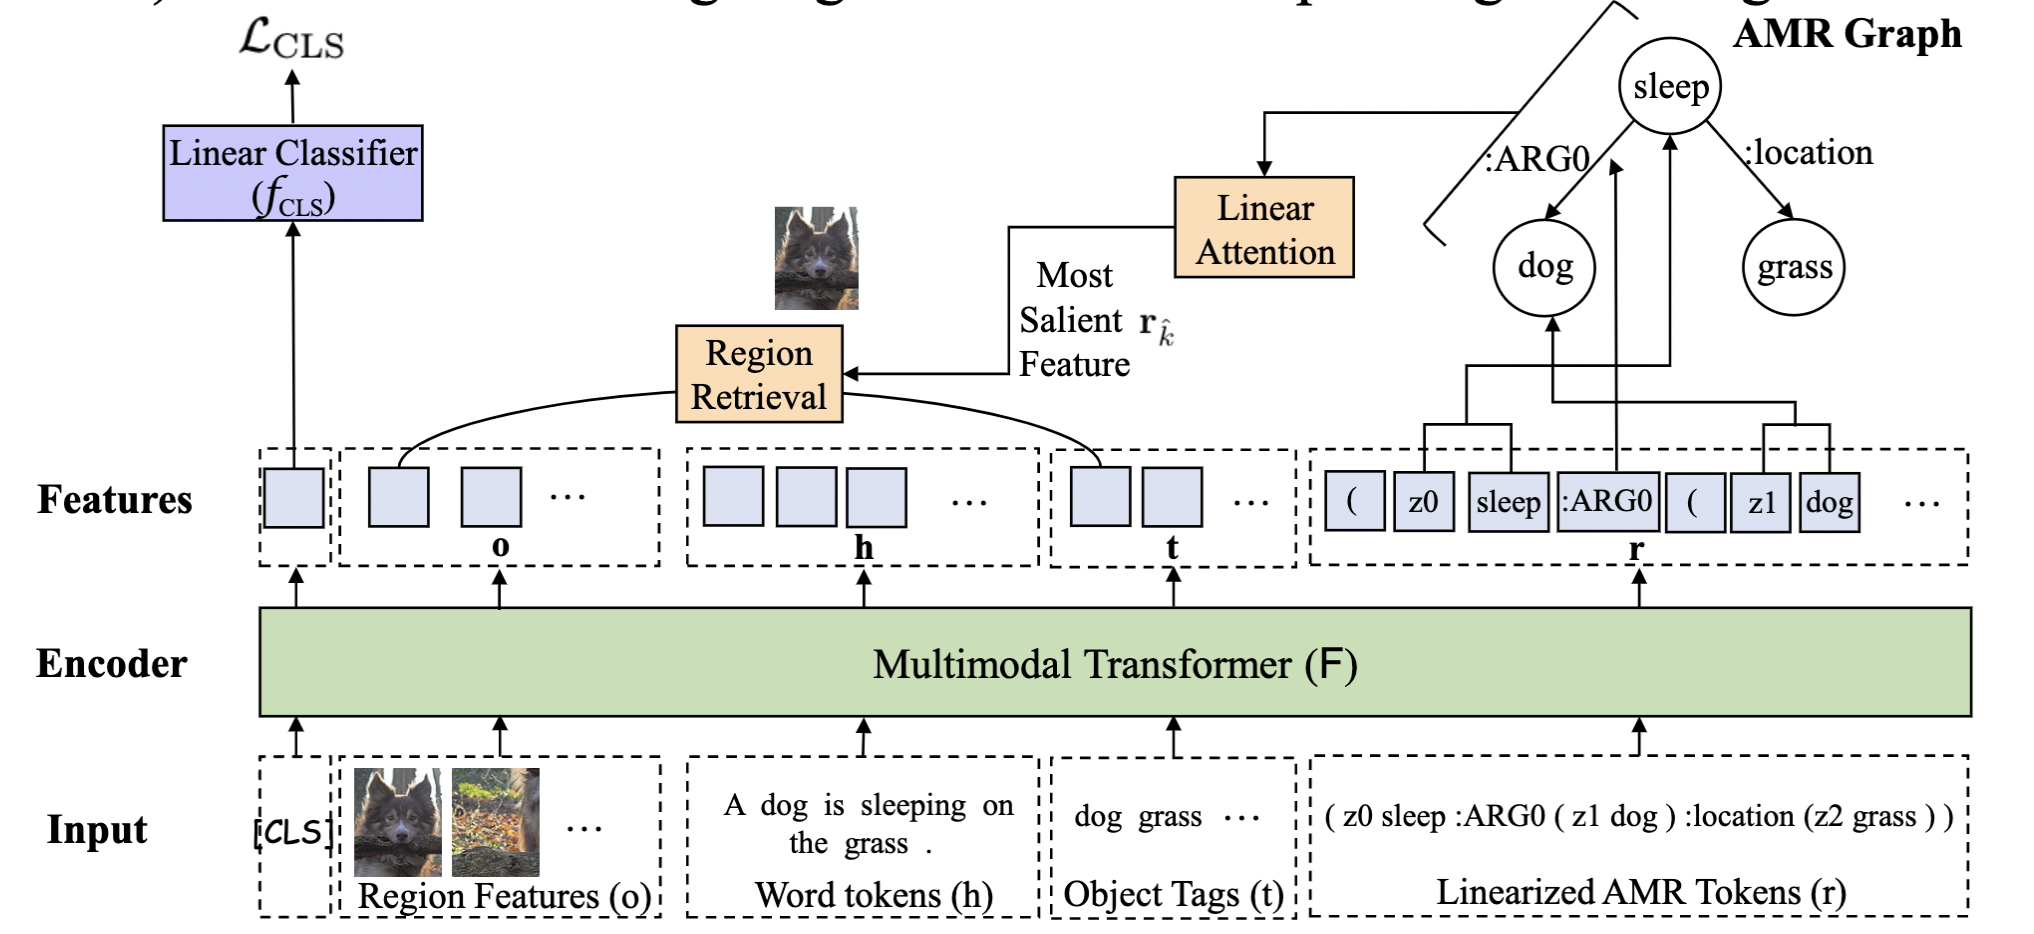 AMR Graph
ℒCLS
sleep
Linear Classifier
(fCLS)
:ARG0
:location
Linear
Attention
dog
grass
Most
Salient r_k̂
Feature
Region
Retrieval
Features
...
o
...
h
...
t
( z0 sleep :ARG0 ( z1 dog ...
r
Encoder
Multimodal Transformer (F)
Input
[CLS]
...
Region Features (o)
A dog is sleeping on
the grass .
Word tokens (h)
dog grass ...
Object Tags (t)
( z0 sleep :ARG0 ( z1 dog ) :location (z2 grass ) )
Linearized AMR Tokens (r)